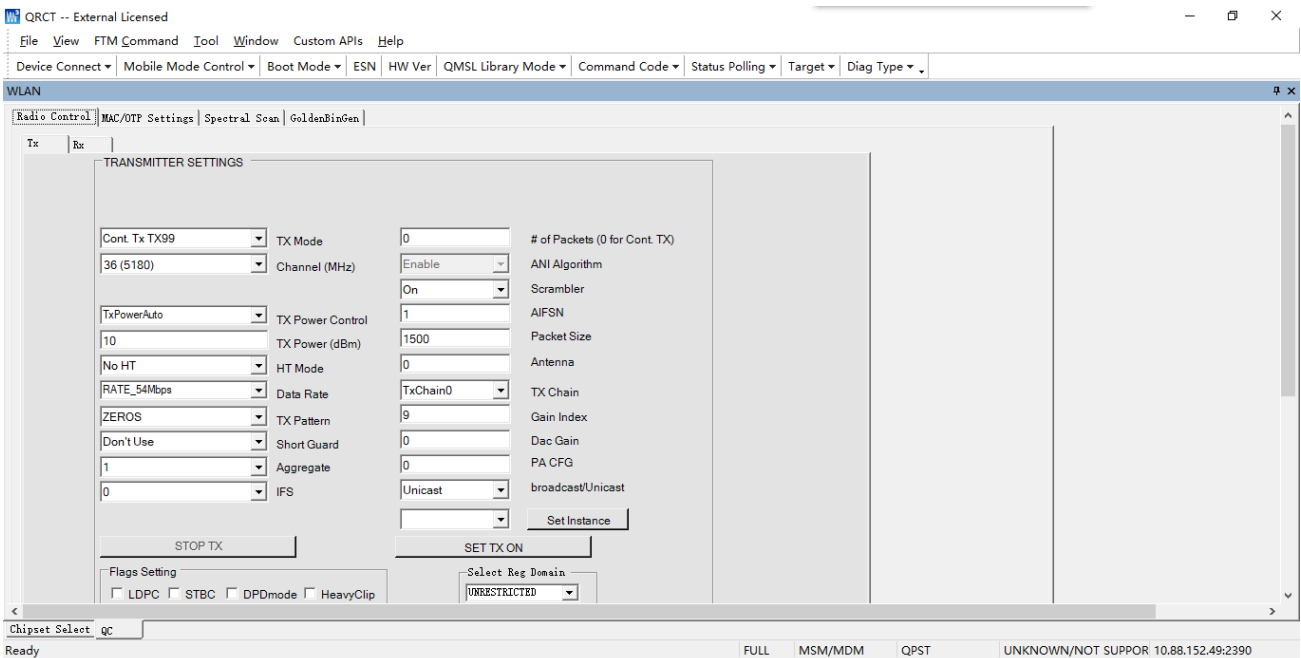 QRCT -- External Licensed
File View FTM Command Tool Window Custom APIs Help
Device Connect Mobile Mode Control Boot Mode ESN HW Ver QMSL Library Mode Command Code Status Polling Target Diag Type
WLAN
Radio Control MAC/OTP Settings Spectral Scan GoldenBinGen
Tx Rx
TRANSMITTER SETTINGS
Cont. Tx TX99 TX Mode 0 # of Packets (0 for Cont. TX)
36 (5180) Channel (MHz) Enable ANI Algorithm
On Scrambler
TxPowerAuto TX Power Control 1 AIFSN
10 TX Power (dBm) 1500 Packet Size
No HT HT Mode 0 Antenna
RATE_54Mbps Data Rate TxChain0 TX Chain
ZEROS TX Pattern 9 Gain Index
Don't Use Short Guard 0 Dac Gain
1 Aggregate 0 PA CFG
0 IFS Unicast broadcast/Unicast
Set Instance
STOP TX SET TX ON
Flags Setting Select Reg Domain
LDPC STBC DPDmode HeavyClip UNRESTRICTED
Chipset Select QC
Ready FULL MSM/MDM QPST UNKNOWN/NOT SUPPOR 10.88.152.49:2390